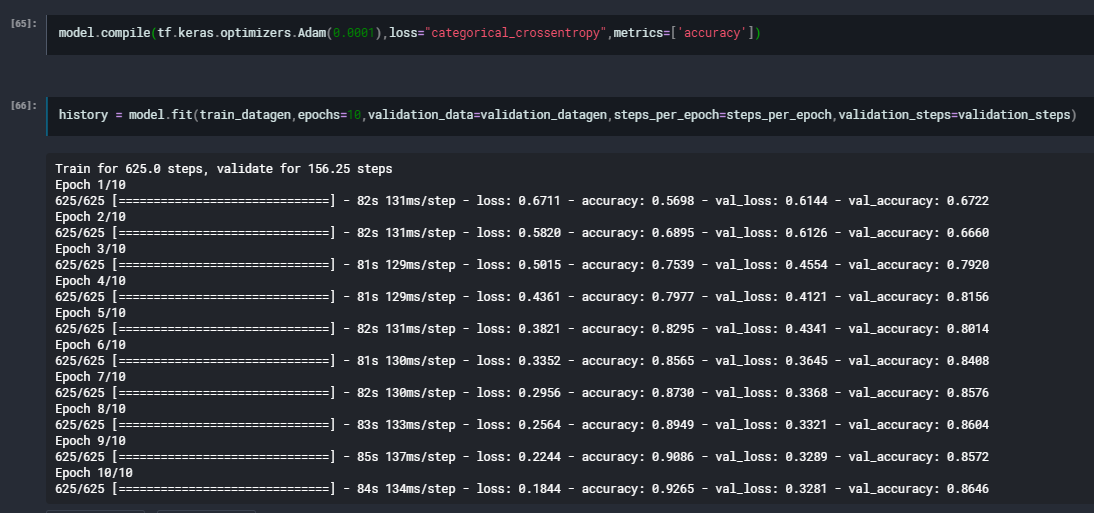 [65]:
model.compile(tf.keras.optimizers.Adam(0.0001),loss="categorical_crossentropy",metrics=['accuracy'])
[66]:
history = model.fit(train_datagen,epochs=10,validation_data=validation_datagen,steps_per_epoch=steps_per_epoch,validation_steps=validation_steps)
Train for 625.0 steps, validate for 156.25 steps
Epoch 1/10
625/625 [==============================] - 82s 131ms/step - loss: 0.6711 - accuracy: 0.5698 - val_loss: 0.6144 - val_accuracy: 0.6722
Epoch 2/10
625/625 [==============================] - 82s 131ms/step - loss: 0.5820 - accuracy: 0.6895 - val_loss: 0.6126 - val_accuracy: 0.6660
Epoch 3/10
625/625 [==============================] - 81s 129ms/step - loss: 0.5015 - accuracy: 0.7539 - val_loss: 0.4554 - val_accuracy: 0.7920
Epoch 4/10
625/625 [==============================] - 81s 129ms/step - loss: 0.4361 - accuracy: 0.7977 - val_loss: 0.4121 - val_accuracy: 0.8156
Epoch 5/10
625/625 [==============================] - 82s 131ms/step - loss: 0.3821 - accuracy: 0.8295 - val_loss: 0.4341 - val_accuracy: 0.8014
Epoch 6/10
625/625 [==============================] - 81s 130ms/step - loss: 0.3352 - accuracy: 0.8565 - val_loss: 0.3645 - val_accuracy: 0.8408
Epoch 7/10
625/625 [==============================] - 82s 130ms/step - loss: 0.2956 - accuracy: 0.8730 - val_loss: 0.3368 - val_accuracy: 0.8576
Epoch 8/10
625/625 [==============================] - 83s 133ms/step - loss: 0.2564 - accuracy: 0.8949 - val_loss: 0.3321 - val_accuracy: 0.8604
Epoch 9/10
625/625 [==============================] - 85s 137ms/step - loss: 0.2244 - accuracy: 0.9086 - val_loss: 0.3289 - val_accuracy: 0.8572
Epoch 10/10
625/625 [==============================] - 84s 134ms/step - loss: 0.1844 - accuracy: 0.9265 - val_loss: 0.3281 - val_accuracy: 0.8646